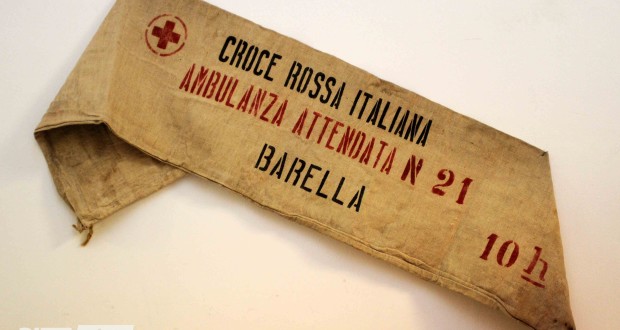 CROCE ROSSA ITALIANA
AMBULANZA ATTENDATA N 21
BARELLA
10 h